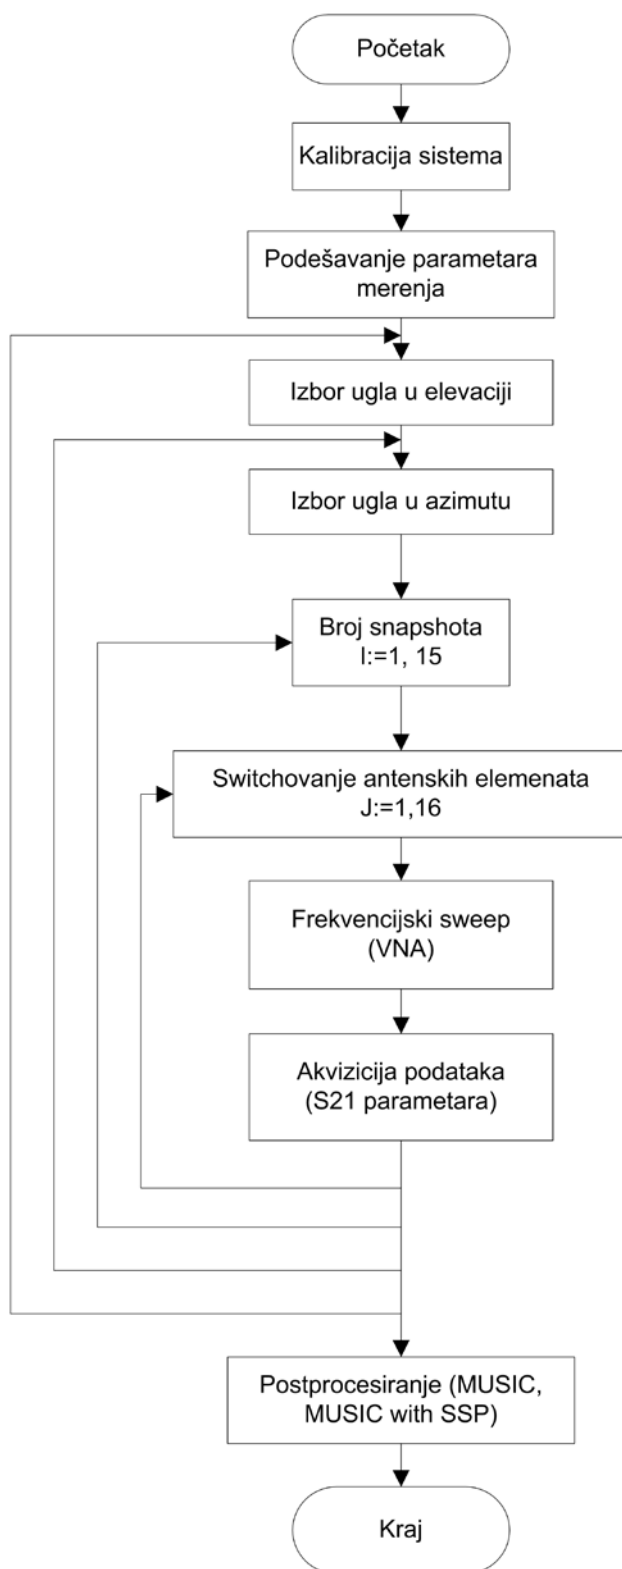 Početak
Kalibracija sistema
Podešavanje parametara
merenja
Izbor ugla u elevaciji
Izbor ugla u azimutu
Broj snapshota
I:=1, 15
Switchovanje antenskih elemenata
J:=1,16
Frekvencijski sweep
(VNA)
Akvizicija podataka
(S21 parametara)
Postprocesiranje (MUSIC,
MUSIC with SSP)
Kraj